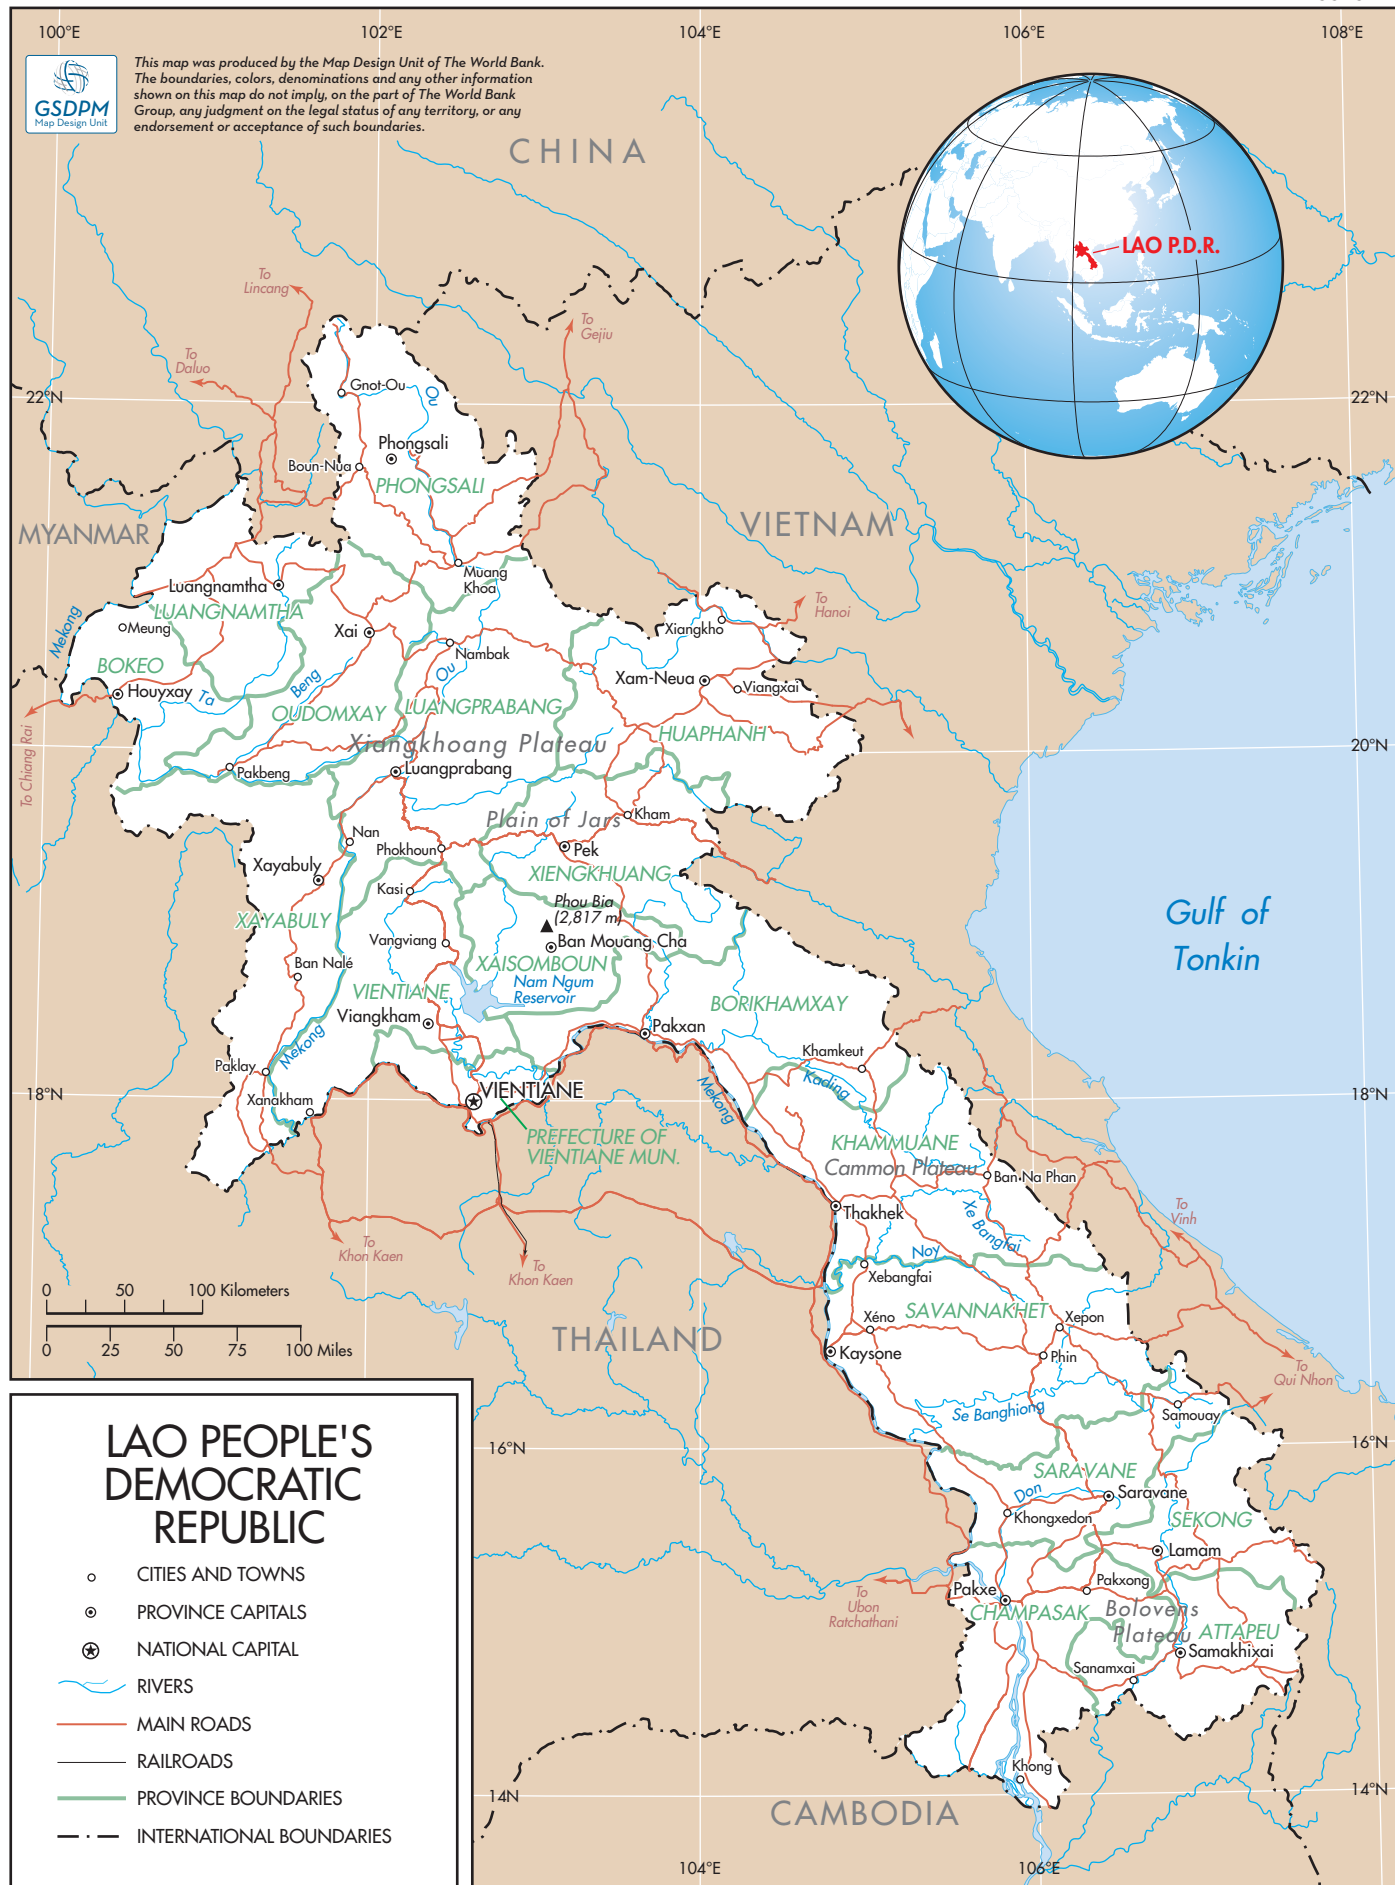 100°E
102°E
104°E
106°E
108°E
GSDPM
Map Design Unit
This map was produced by the Map Design Unit of The World Bank.
The boundaries, colors, denominations and any other information
shown on this map do not imply, on the part of The World Bank
Group, any judgment on the legal status of any territory, or any
endorsement or acceptance of such boundaries.
CHINA
LAO P.D.R.
To
Lincang
To
Gejiu
To
Daluo
Gnot-Ou
Ou
22°N
22°N
Phongsali
Boun-Nua
PHONGSALI
MYANMAR
VIETNAM
Muang
Khoa
Luangnamtha
LUANGNAMTHA
Mekong
Meung
Xai
To
Hanoi
Xiangkho
Nambak
BOKEO
Houyxay
Ta
Beng
Ou
Xam-Neua
Viangxai
OUDOMXAY
LUANGPRABANG
HUAPHANH
To Chiang Rai
20°N
Xiangkhoang Plateau
Pakbeng
Luangprabang
Plain of Jars
Kham
Nan
Phokhoun
Pek
Xayabuly
XIENGKHUANG
Kasi
Phou Bia
(2,817 m)
XAYABULY
Vangviang
Ban Mouang Cha
Gulf of
Tonkin
Ban Nalé
XAISOMBOUN
Nam Ngum
Reservoir
VIENTIANE
BORIKHAMXAY
Viangkham
Pakxan
Mekong
Khamkeut
Paklay
Kading
Mekong
18°N
18°N
Xanakham
VIENTIANE
PREFECTURE OF
VIENTIANE MUN.
KHAMMUANE
Cammon Plateau
Ban Na Phan
Thakhek
Xe Bangfai
To
Vinh
To
Khon Kaen
To
Khon Kaen
Noy
Xebangfai
0 50 100 Kilometers
0 25 50 75 100 Miles
SAVANNAKHET
Xéno
Xepon
THAILAND
Kaysone
Phin
To
Qui Nhon
Se Banghiong
Samouay
16°N
16°N
SARAVANE
Don
Saravane
Khongxedon
SEKONG
Lamam
To
Ubon
Ratchathani
Pakxe
Pakxong
CHAMPASAK
Bolovens
Plateau
ATTAPEU
Samakhixai
Sanamxai
Khong
14N
14°N
CAMBODIA
104°E
106°E
LAO PEOPLE'S
DEMOCRATIC
REPUBLIC
CITIES AND TOWNS
PROVINCE CAPITALS
NATIONAL CAPITAL
RIVERS
MAIN ROADS
RAILROADS
PROVINCE BOUNDARIES
INTERNATIONAL BOUNDARIES